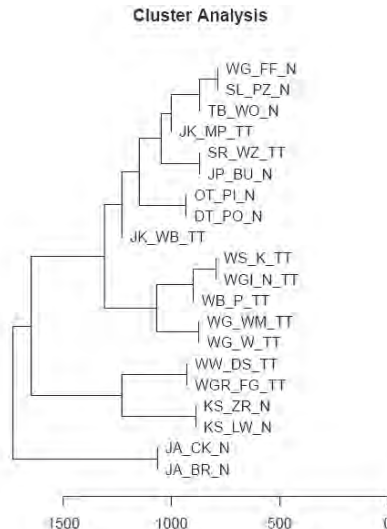 Cluster Analysis
WG_FF_N
SL_PZ_N
TB_WO_N
JK_MP_TT
SR_WZ_TT
JP_BU_N
OT_PI_N
DT_PO_N
JK_WB_TT
WS_K_TT
WGI_N_TT
WB_P_TT
WG_WM_TT
WG_W_TT
WW_DS_TT
WGR_FG_TT
KS_ZR_N
KS_LW_N
JA_CK_N
JA_BR_N
1500 1000 500 0